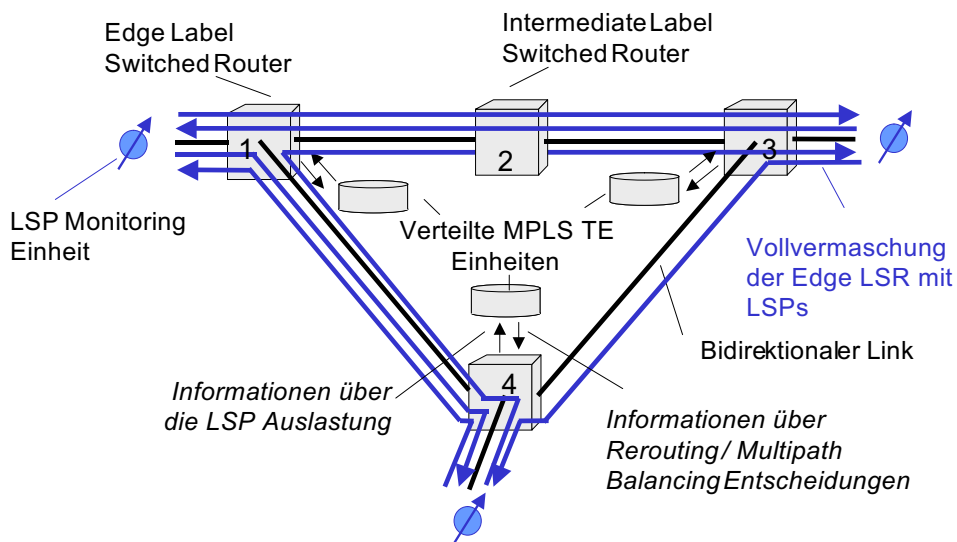 Edge Label
Switched Router
Intermediate Label
Switched Router
1
2
3
LSP Monitoring
Einheit
Verteilte MPLS TE
Einheiten
Vollvermaschung
der Edge LSR mit
LSPs
Bidirektionaler Link
4
Informationen über
die LSP Auslastung
Informationen über
Rerouting / Multipath
Balancing Entscheidungen